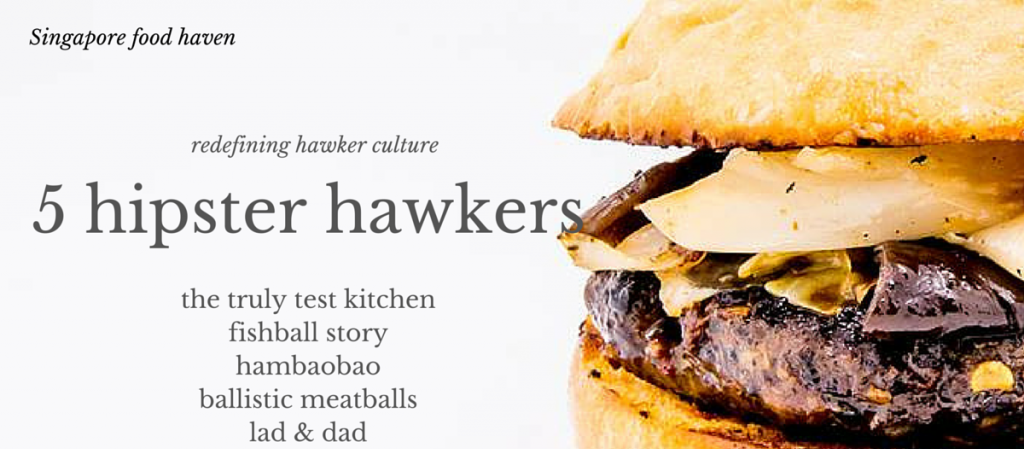 Singapore food haven
redefining hawker culture
5 hipster hawkers
the truly test kitchen
fishball story
hambaobao
ballistic meatballs
lad & dad